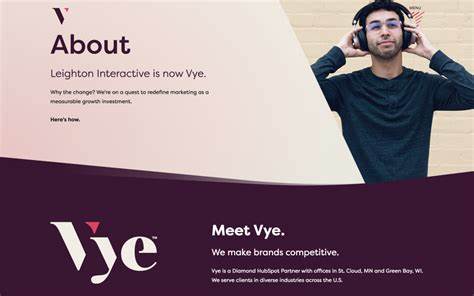 MENU
About
Leighton Interactive is now Vye.
Why the change? We're on a quest to redefine marketing as a
measurable growth investment.
Here's how.
Vye
TM
Meet Vye.
We make brands competitive.
Vye is a Diamond HubSpot Partner with offices in St. Cloud, MN and Green Bay, WI.
We serve clients in diverse industries across the U.S.